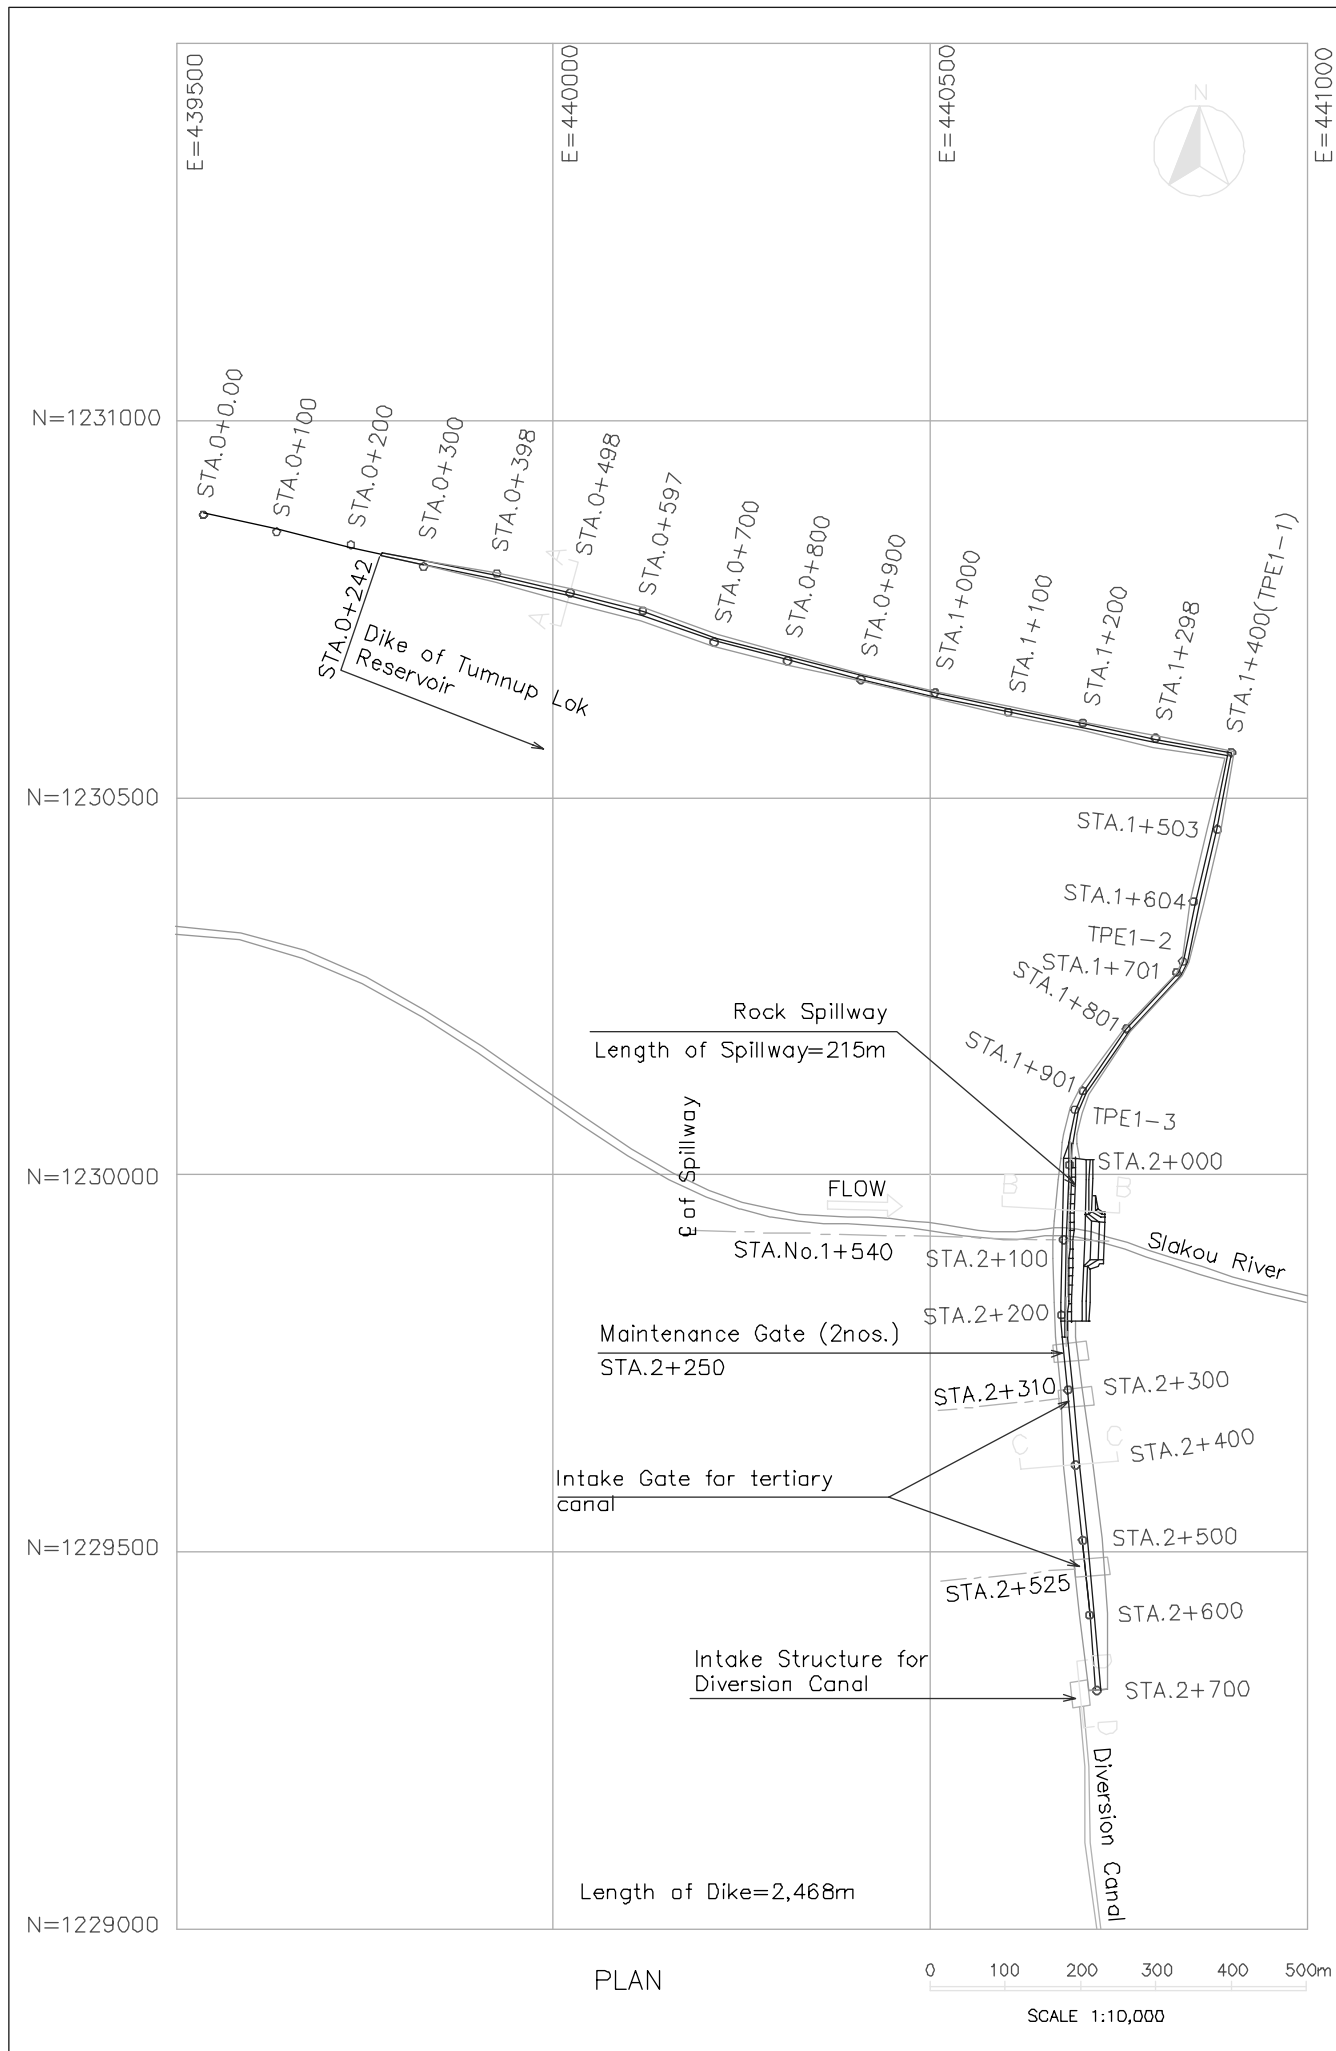 E=439500
E=440000
E=440500
E=441000
N
N=1231000
STA.0+0.00
STA.0+100
STA.0+200
STA.0+300
STA.0+398
STA.0+498
STA.0+597
STA.0+700
STA.0+800
STA.0+900
STA.1+000
STA.1+100
STA.1+200
STA.1+298
STA.1+400(TPE1-1)
A
A
STA.0+242
Dike of Tumnup Lok
Reservoir
N=1230500
STA.1+503
STA.1+604
TPE1-2
STA.1+701
STA.1+801
Rock Spillway
Length of Spillway=215m
STA.1+901
TPE1-3
N=1230000
STA.2+000
B
B
FLOW
of Spillway
STA.No.1+540
STA.2+100
Slakou River
STA.2+200
Maintenance Gate (2nos.)
STA.2+250
STA.2+310
STA.2+300
C
C
STA.2+400
Intake Gate for tertiary
canal
N=1229500
STA.2+500
STA.2+525
STA.2+600
Intake Structure for
Diversion Canal
D
STA.2+700
D
Diversion Canal
Length of Dike=2,468m
N=1229000
PLAN
0 100 200 300 400 500m
SCALE 1:10,000